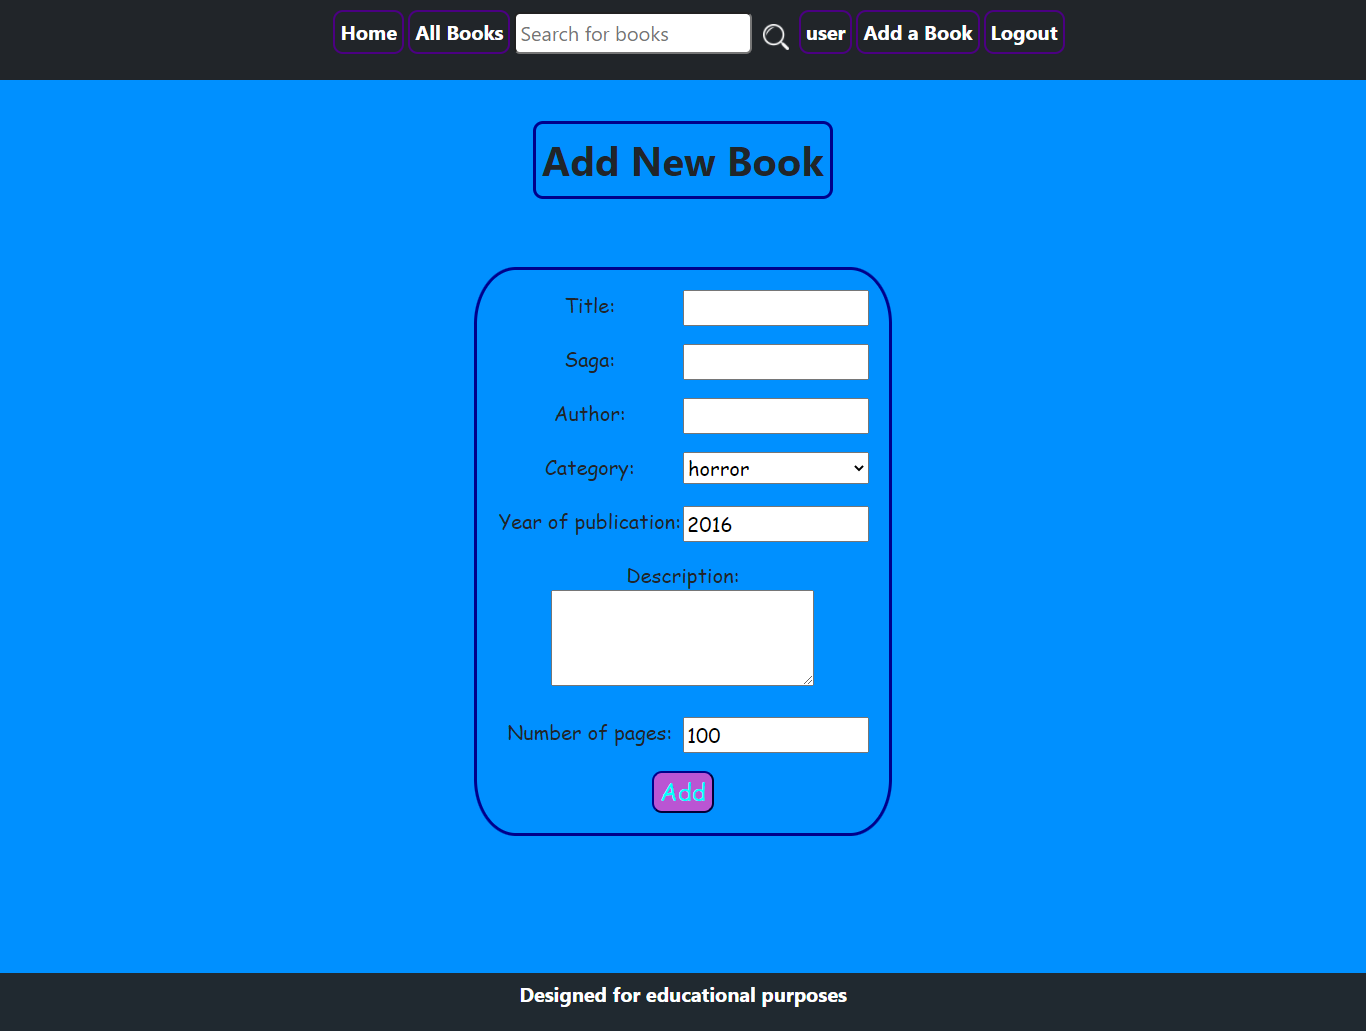 Home All Books Search for books user Add a Book Logout
Add New Book
Title:
Saga:
Author:
Category: horror
Year of publication: 2016
Description:
Number of pages: 100
Add
Designed for educational purposes